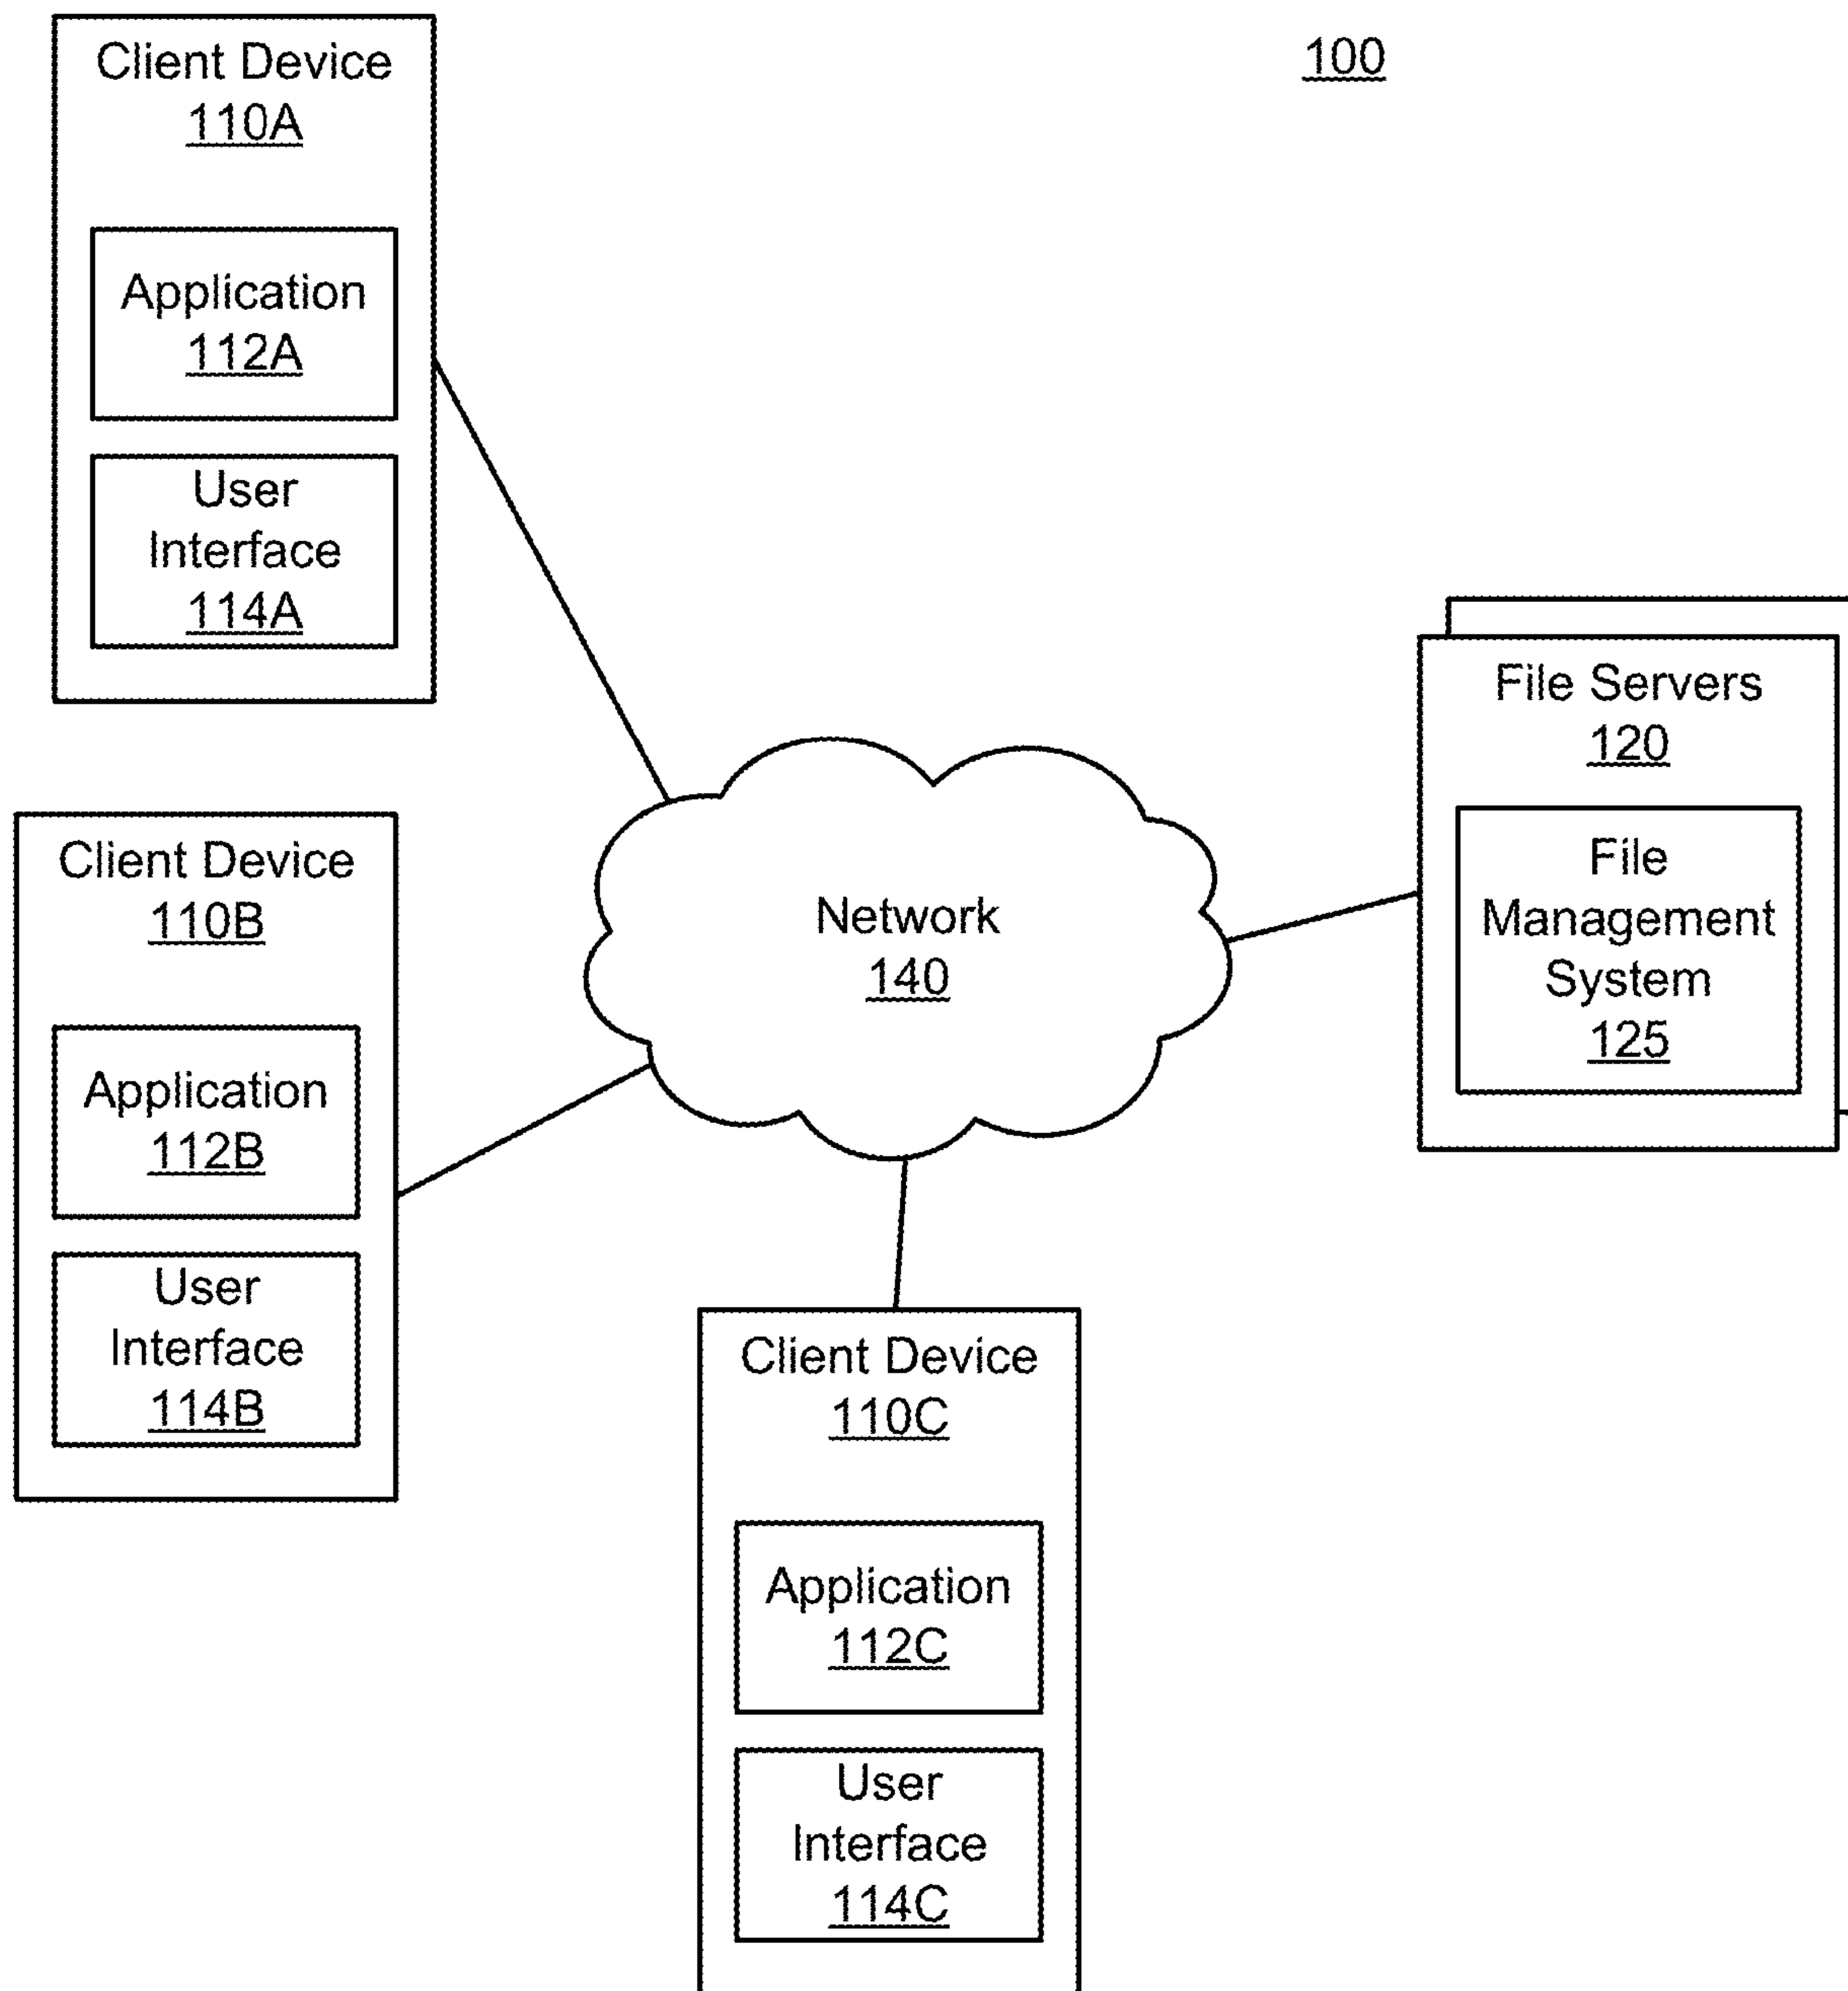 100
Client Device
110A
Application
112A
User
Interface
114A
Client Device
110B
Application
112B
User
Interface
114B
Network
140
File Servers
120
File
Management
System
125
Client Device
110C
Application
112C
User
Interface
114C